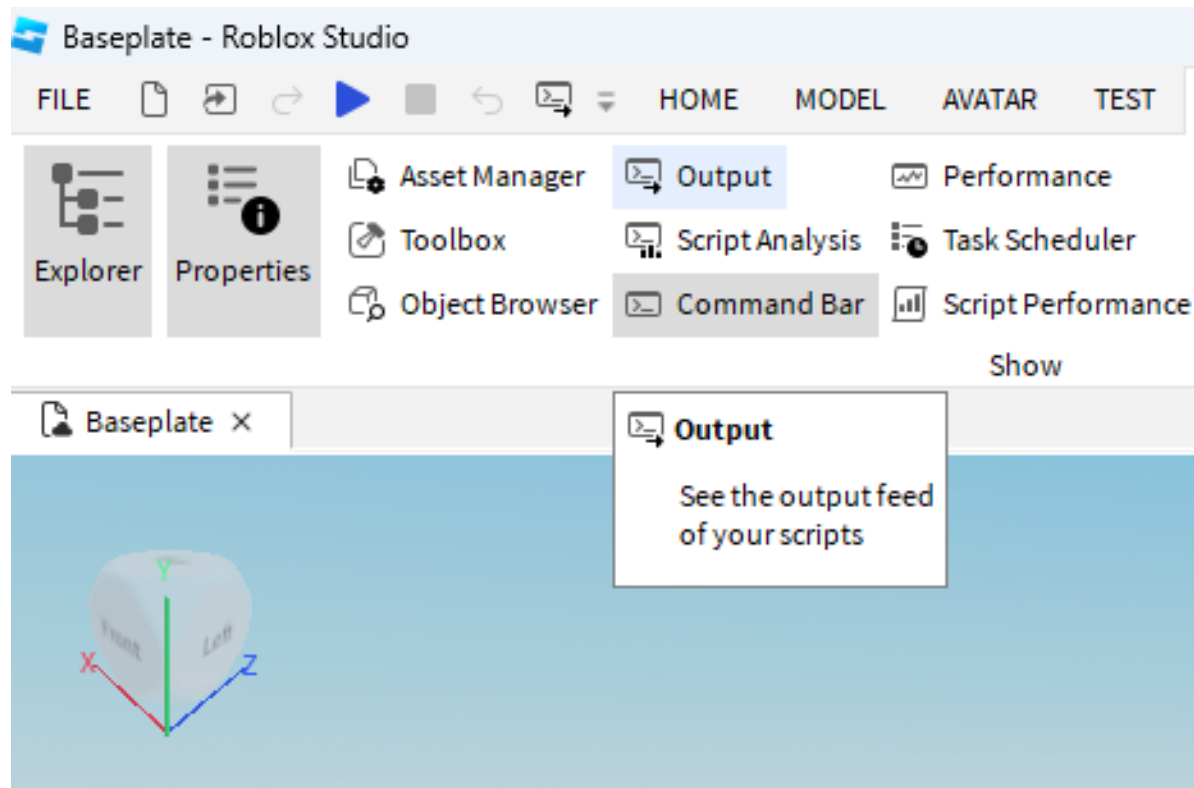 Baseplate - Roblox Studio
FILE HOME MODEL AVATAR TEST
Asset Manager Output Performance
Toolbox Script Analysis Task Scheduler
Explorer Properties
Object Browser Command Bar Script Performance
Show
Baseplate ×
Output
See the output feed
of your scripts
Y
Front Left
X Z